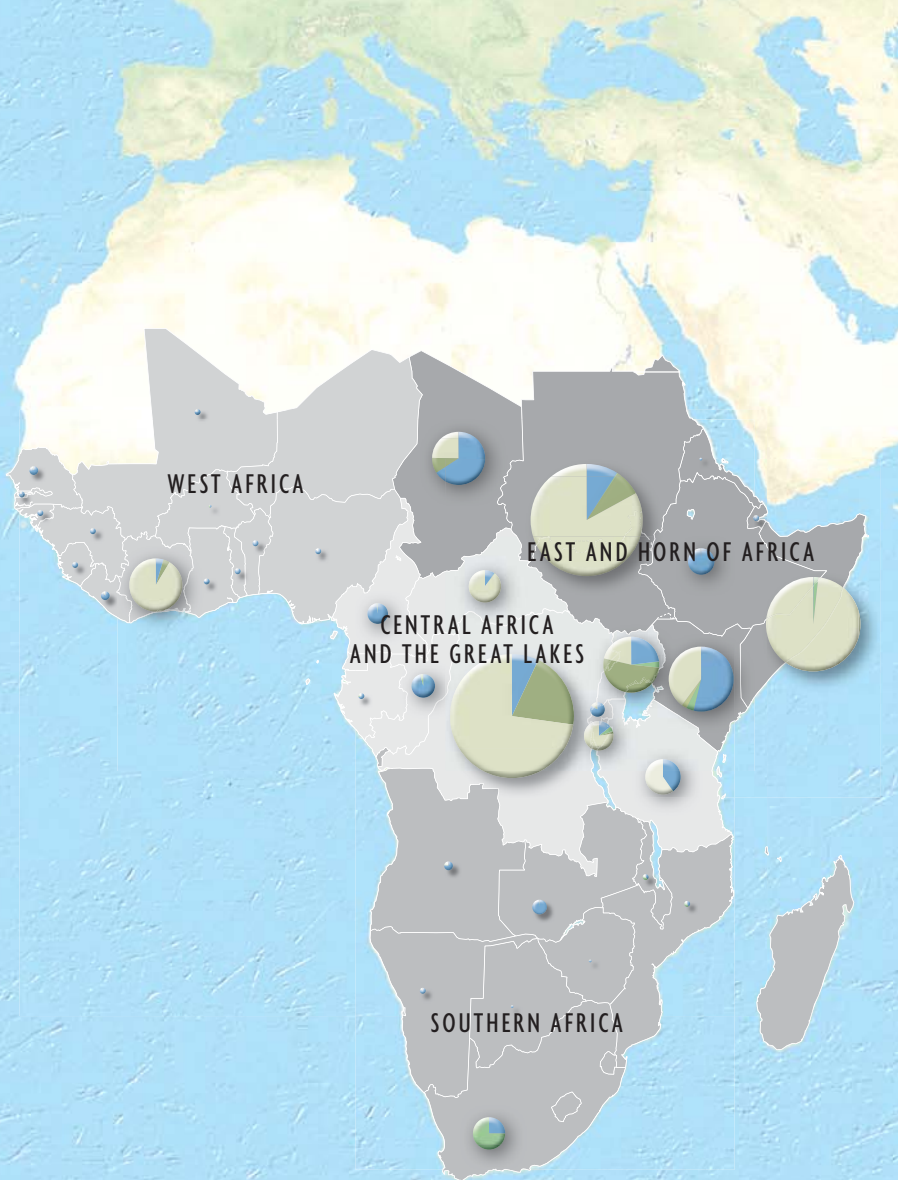 WEST AFRICA
EAST AND HORN OF AFRICA
CENTRAL AFRICA
AND THE GREAT LAKES
SOUTHERN AFRICA